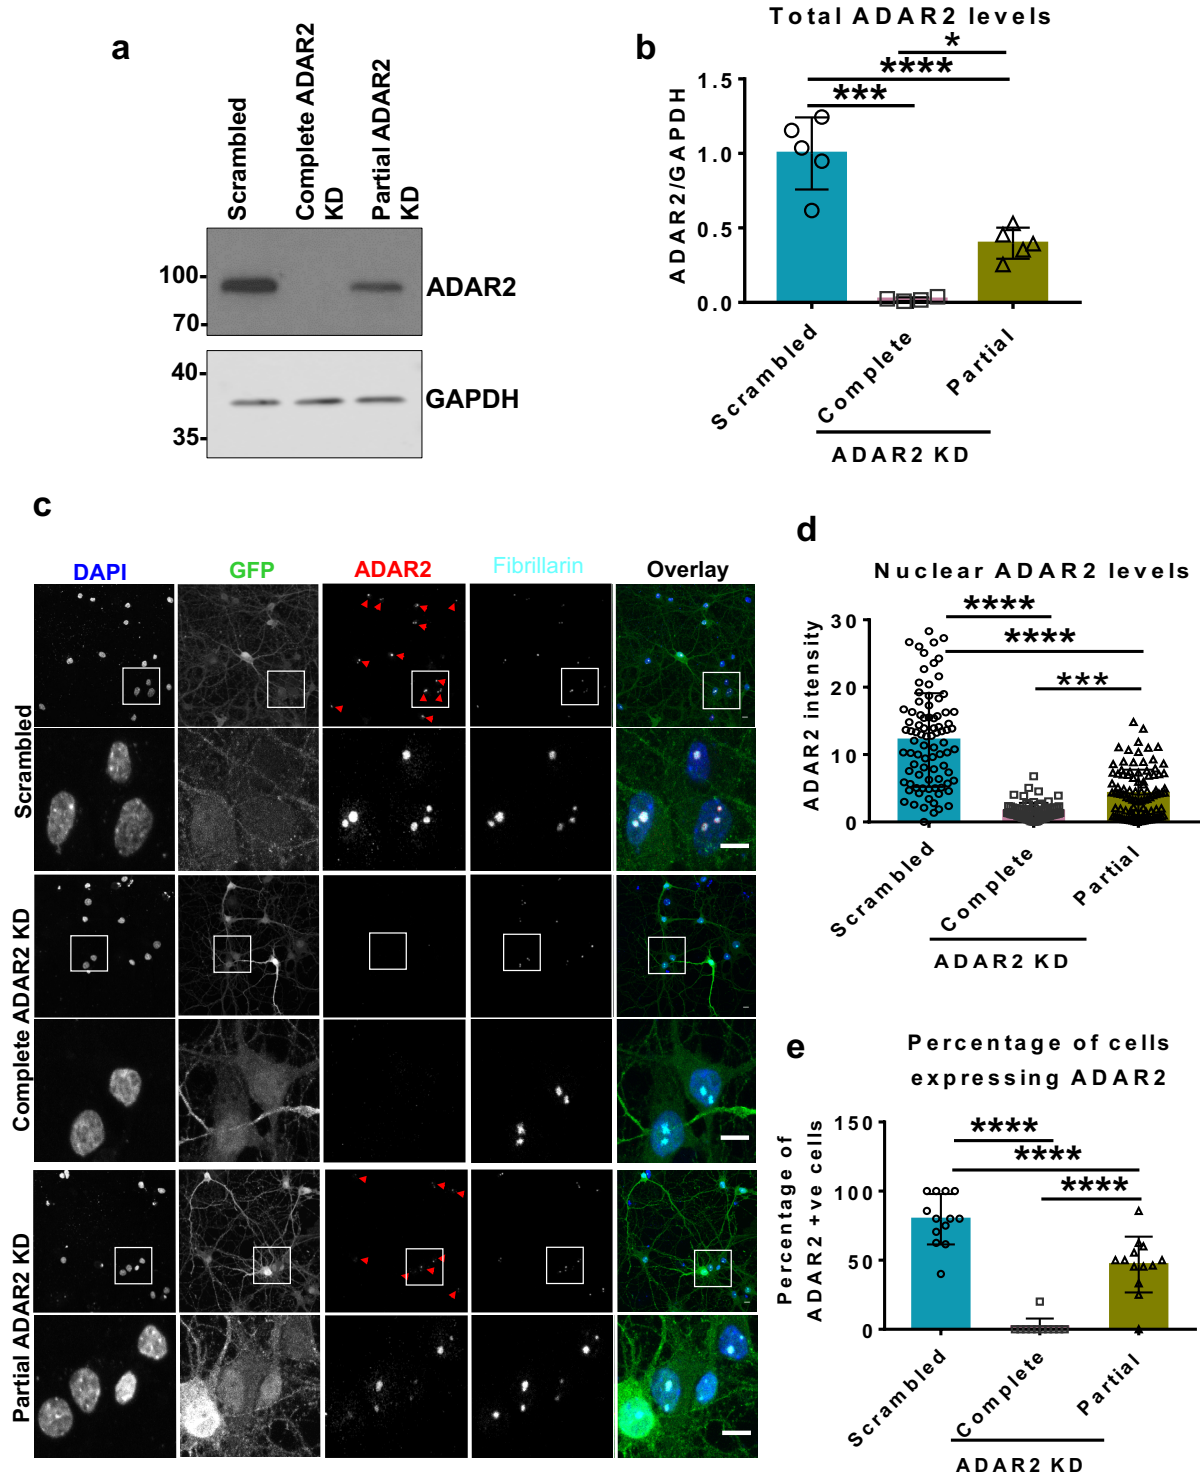 a
Scrambled
Complete ADAR2
KD
Partial ADAR2
KD
100
70
ADAR2
40
35
GAPDH
b
Total ADAR2 levels
*
****
***
ADAR2/GAPDH
1.5
1.0
0.5
0.0
Scrambled
Complete
Partial
ADAR2 KD
c
DAPI
GFP
ADAR2
Fibrillarin
Overlay
Scrambled
Complete ADAR2 KD
Partial ADAR2 KD
d
Nuclear ADAR2 levels
****
****
***
ADAR2 intensity
30
20
10
0
Scrambled
Complete
Partial
ADAR2 KD
e
Percentage of cells
expressing ADAR2
****
****
****
Percentage of
ADAR2 +ve cells
150
100
50
0
Scrambled
Complete
Partial
ADAR2 KD